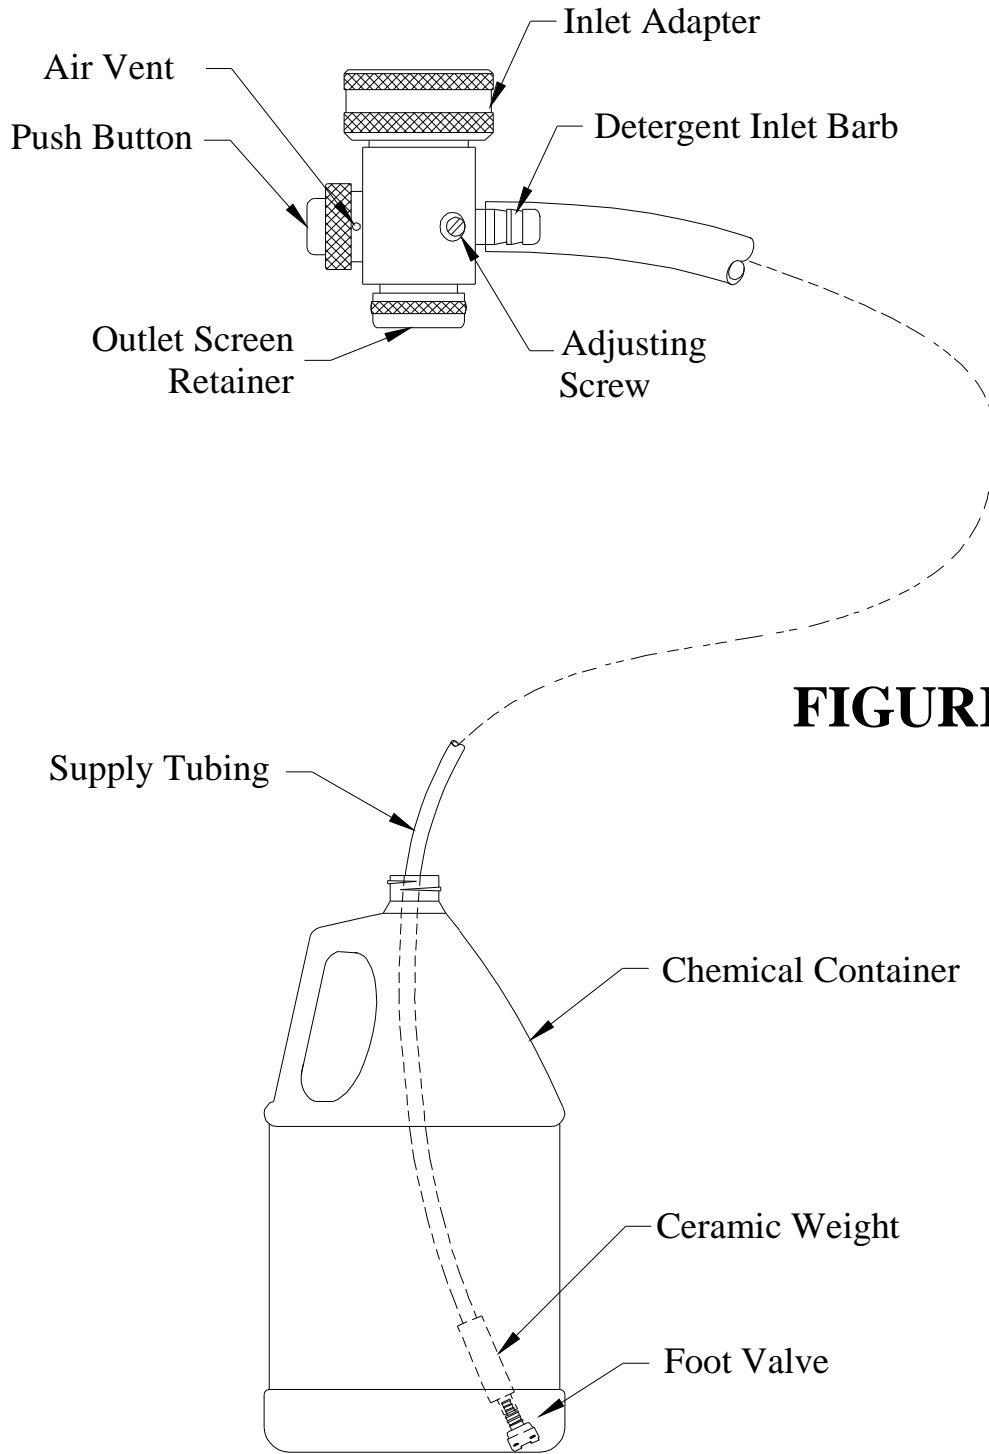 Inlet Adapter
Air Vent
Push Button
Detergent Inlet Barb
Outlet Screen
Retainer
Adjusting
Screw
FIGURE
Supply Tubing
Chemical Container
Ceramic Weight
Foot Valve